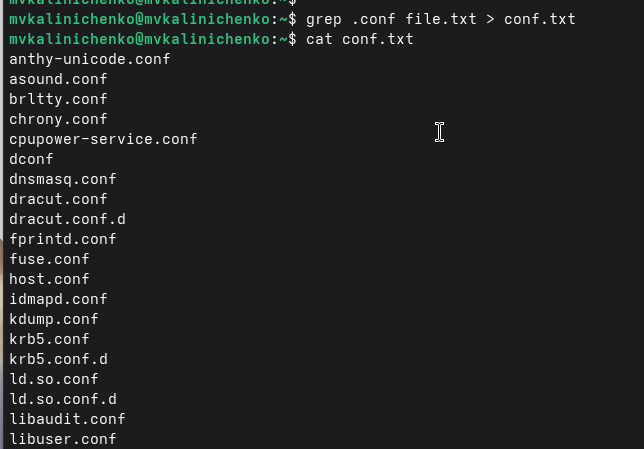 mvkalinichenko@mvkalinichenko:~$
mvkalinichenko@mvkalinichenko:~$ grep .conf file.txt > conf.txt
mvkalinichenko@mvkalinichenko:~$ cat conf.txt
anthy-unicode.conf
asound.conf
brltty.conf
chrony.conf
cpupower-service.conf
dconf
dnsmasq.conf
dracut.conf
dracut.conf.d
fprintd.conf
fuse.conf
host.conf
idmapd.conf
kdump.conf
krb5.conf
krb5.conf.d
ld.so.conf
ld.so.conf.d
libaudit.conf
libuser.conf